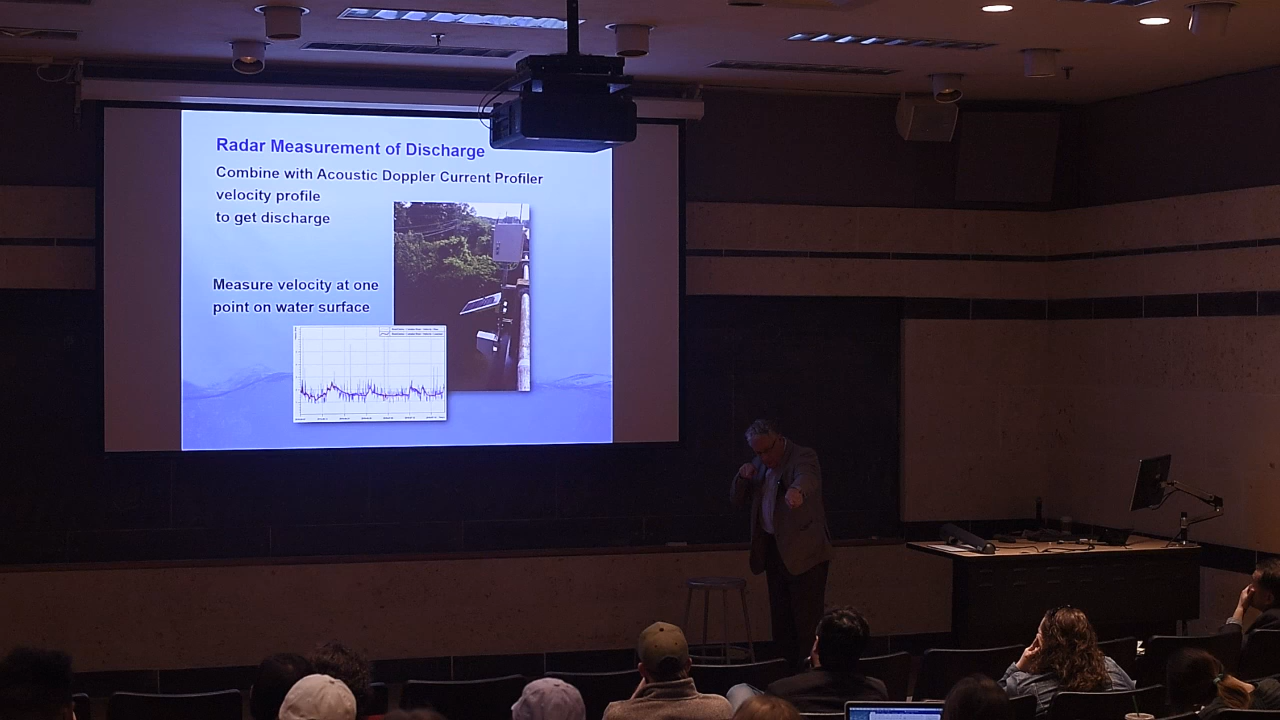 Radar Measurement of Discharge
Combine with Acoustic Doppler Current Profiler
velocity profile
to get discharge
Measure velocity at one
point on water surface